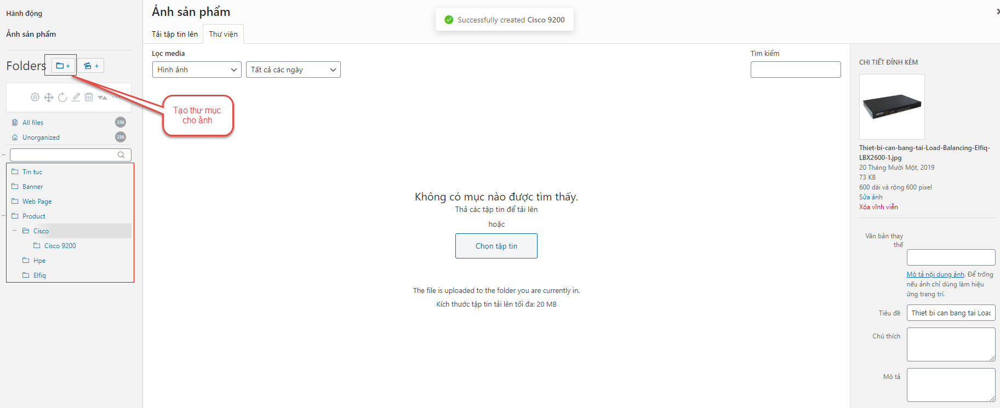 Hành động
Ảnh sản phẩm
Folders
+
+
All files 236
Unorganized 236
Tin tuc
Banner
Web Page
Product
Cisco
Cisco 9200
Hpe
Elfiq
Tạo thư mục
cho ảnh
Ảnh sản phẩm
Successfully created Cisco 9200
Tải tập tin lên
Thư viện
Lọc media
Hình ảnh
Tất cả các ngày
Tìm kiếm
Không có mục nào được tìm thấy.
Thả các tập tin để tải lên
hoặc
Chọn tập tin
The file is uploaded to the folder you are currently in.
Kích thước tập tin tải lên tối đa: 20 MB
CHI TIẾT ĐÍNH KÈM
Thiet-bi-can-bang-tai-Load-Balancing-Elfiq-
LBX2600-1.jpg
20 Tháng Mười Một, 2019
73 KB
600 dài và rộng 600 pixel
Sửa ảnh
Xóa vĩnh viễn
Văn bản thay
thế
Mô tả nội dung ảnh. Để trống
nếu ảnh chỉ dùng làm hiệu
ứng trang trí.
Tiêu đề
Thiet bi can bang tai Load
Chú thích
Mô tả